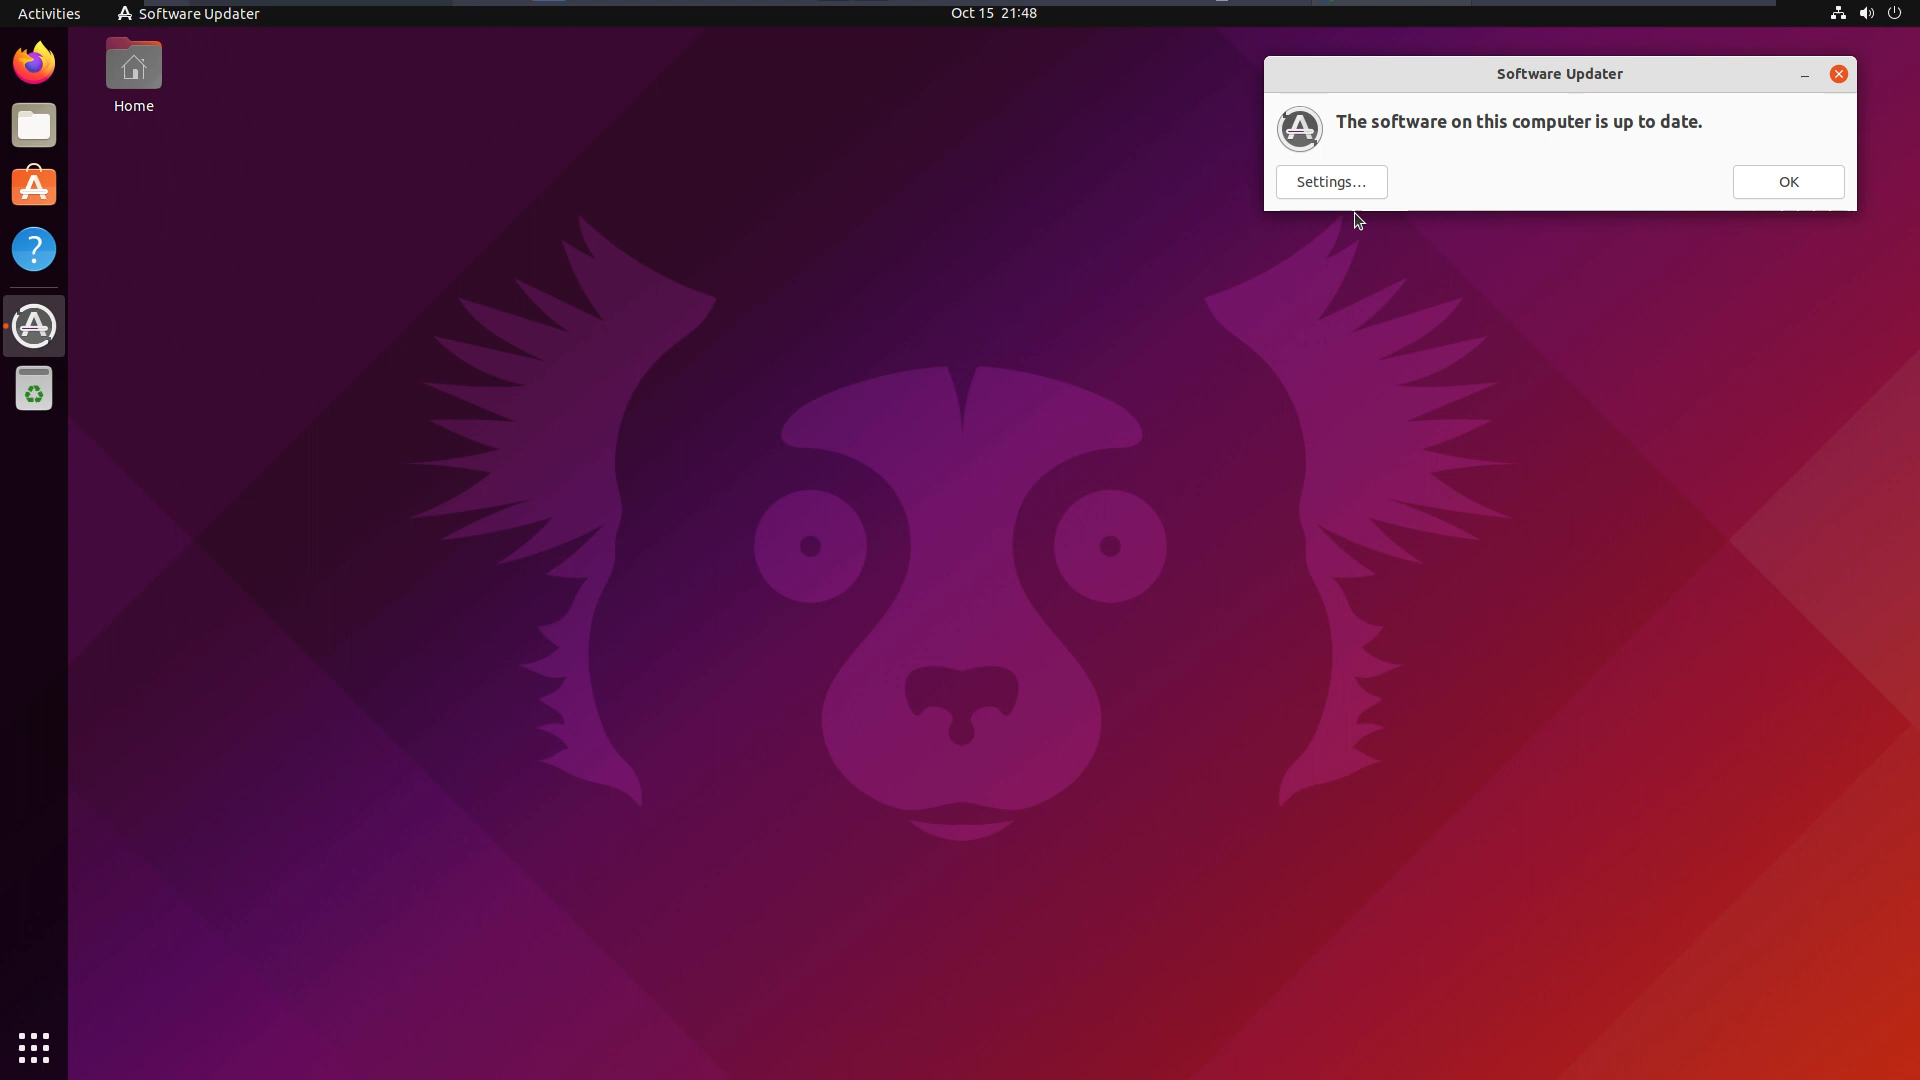 Activities
Software Updater
Oct 15 21:48
Home
Software Updater
The software on this computer is up to date.
Settings…
OK